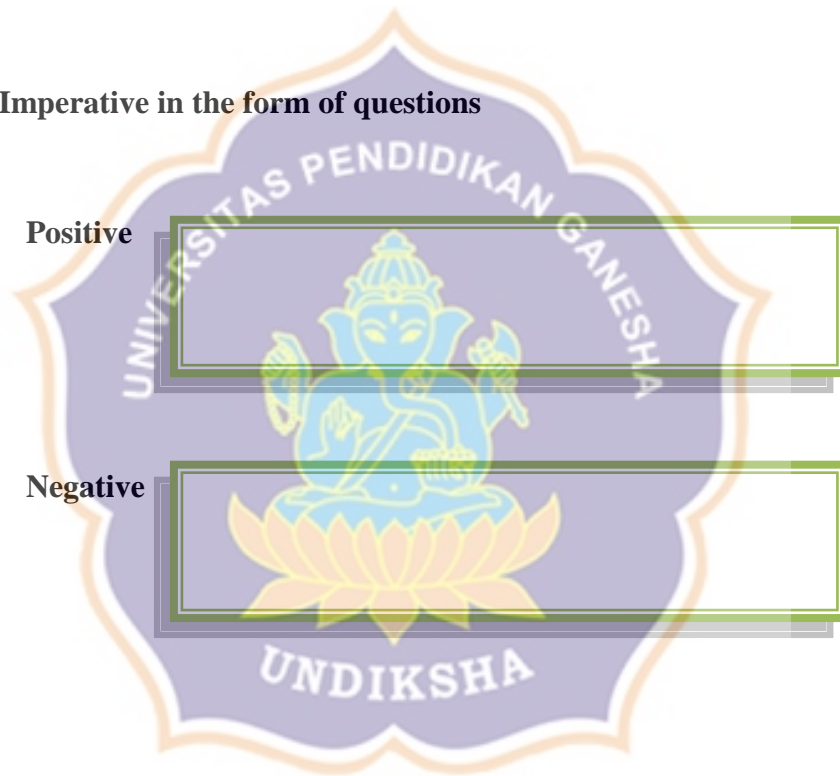 Imperative in the form of questions
UNIVERSITAS PENDIDIKAN GANESHA
Positive
Negative
UNDIKSHA